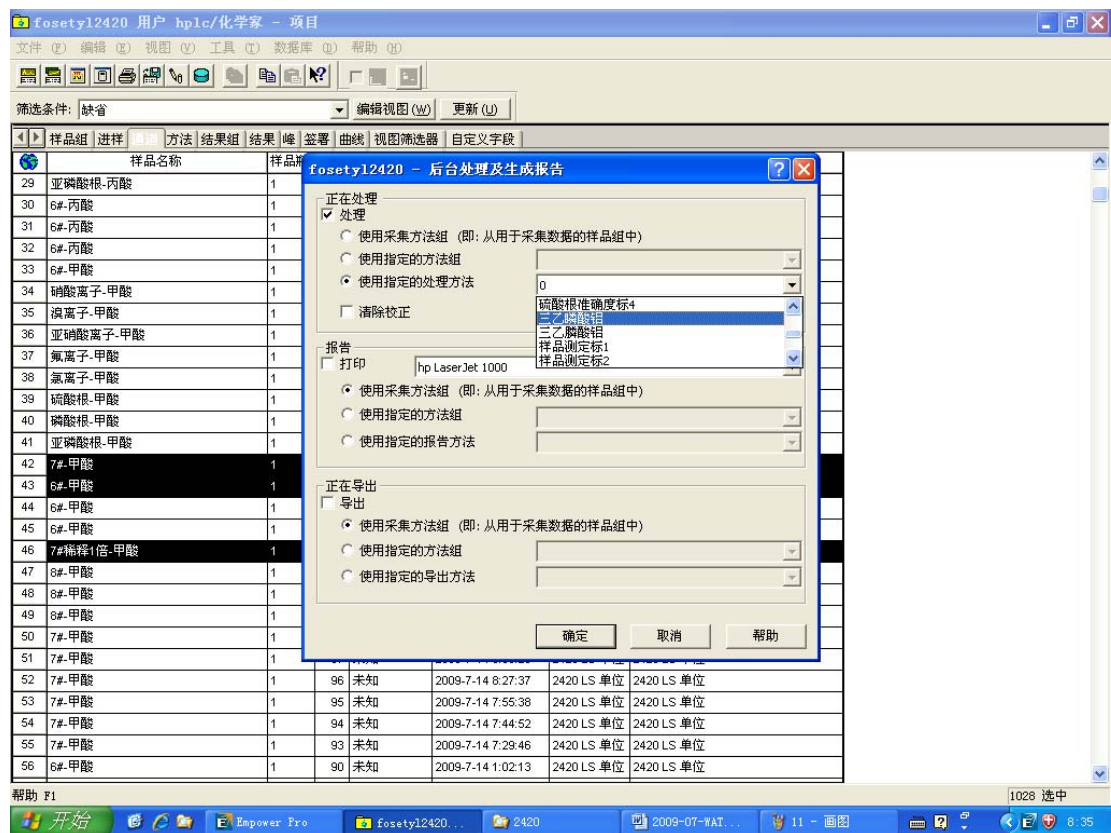 fosety12420 用户 hplc/化学家 - 项目
文件 (F) 编辑 (E) 视图 (V) 工具 (T) 数据库 (D) 帮助 (H)
筛选条件: 缺省 编辑视图(W) 更新(U)
样品组 进样 通道 方法 结果组 结果 峰 签署 曲线 视图筛选器 自定义字段
样品名称 样品瓶
29 亚磷酸根-丙酸 1
30 6#-丙酸 1
31 6#-丙酸 1
32 6#-丙酸 1
33 6#-甲酸 1
34 硝酸离子-甲酸 1
35 溴离子-甲酸 1
36 亚硝酸离子-甲酸 1
37 氟离子-甲酸 1
38 氯离子-甲酸 1
39 硫酸根-甲酸 1
40 磷酸根-甲酸 1
41 亚磷酸根-甲酸 1
42 7#-甲酸 1
43 6#-甲酸 1
44 6#-甲酸 1
45 6#-甲酸 1
46 7#稀释1倍-甲酸 1
47 8#-甲酸 1
48 8#-甲酸 1
49 8#-甲酸 1
50 7#-甲酸 1
51 7#-甲酸 1
52 7#-甲酸 1 96 未知 2009-7-14 8:27:37 2420 LS 单位 2420 LS 单位
53 7#-甲酸 1 95 未知 2009-7-14 7:55:38 2420 LS 单位 2420 LS 单位
54 7#-甲酸 1 94 未知 2009-7-14 7:44:52 2420 LS 单位 2420 LS 单位
55 7#-甲酸 1 93 未知 2009-7-14 7:29:46 2420 LS 单位 2420 LS 单位
56 6#-甲酸 1 90 未知 2009-7-14 1:02:13 2420 LS 单位 2420 LS 单位
fosety12420 - 后台处理及生成报告
正在处理
处理
使用采集方法组 (即: 从用于采集数据的样品组中)
使用指定的方法组
使用指定的处理方法 0
清除校正
硫酸根准确度标4
三乙膦酸铝
三乙膦酸铝
样品测定标1
样品测定标2
报告
打印 hp LaserJet 1000
使用采集方法组 (即: 从用于采集数据的样品组中)
使用指定的方法组
使用指定的报告方法
正在导出
导出
使用采集方法组 (即: 从用于采集数据的样品组中)
使用指定的方法组
使用指定的导出方法
确定 取消 帮助
帮助 F1 1028 选中
开始 Empower Pro fosety12420... 2420 2009-07-WAT... 11 - 画图 8:35